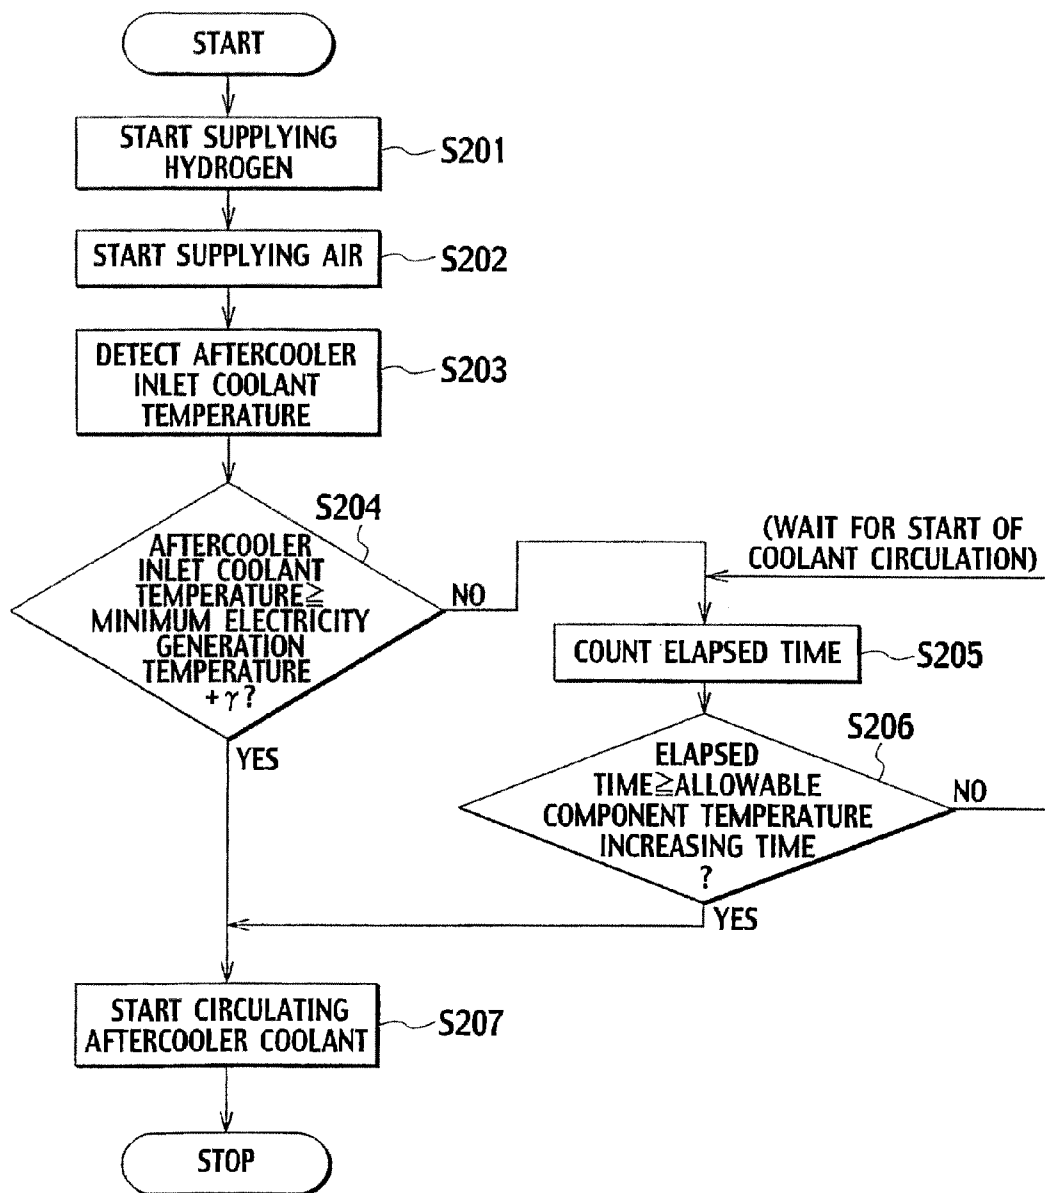 START
START SUPPLYING
HYDROGEN
S201
START SUPPLYING AIR
S202
DETECT AFTERCOOLER
INLET COOLANT
TEMPERATURE
S203
S204
AFTERCOOLER
INLET COOLANT
TEMPERATURE≧
MINIMUM ELECTRICITY
GENERATION
TEMPERATURE
+γ?
NO
YES
(WAIT FOR START OF
COOLANT CIRCULATION)
COUNT ELAPSED TIME
S205
S206
ELAPSED
TIME≧ALLOWABLE
COMPONENT TEMPERATURE
INCREASING TIME
?
NO
YES
START CIRCULATING
AFTERCOOLER COOLANT
S207
STOP